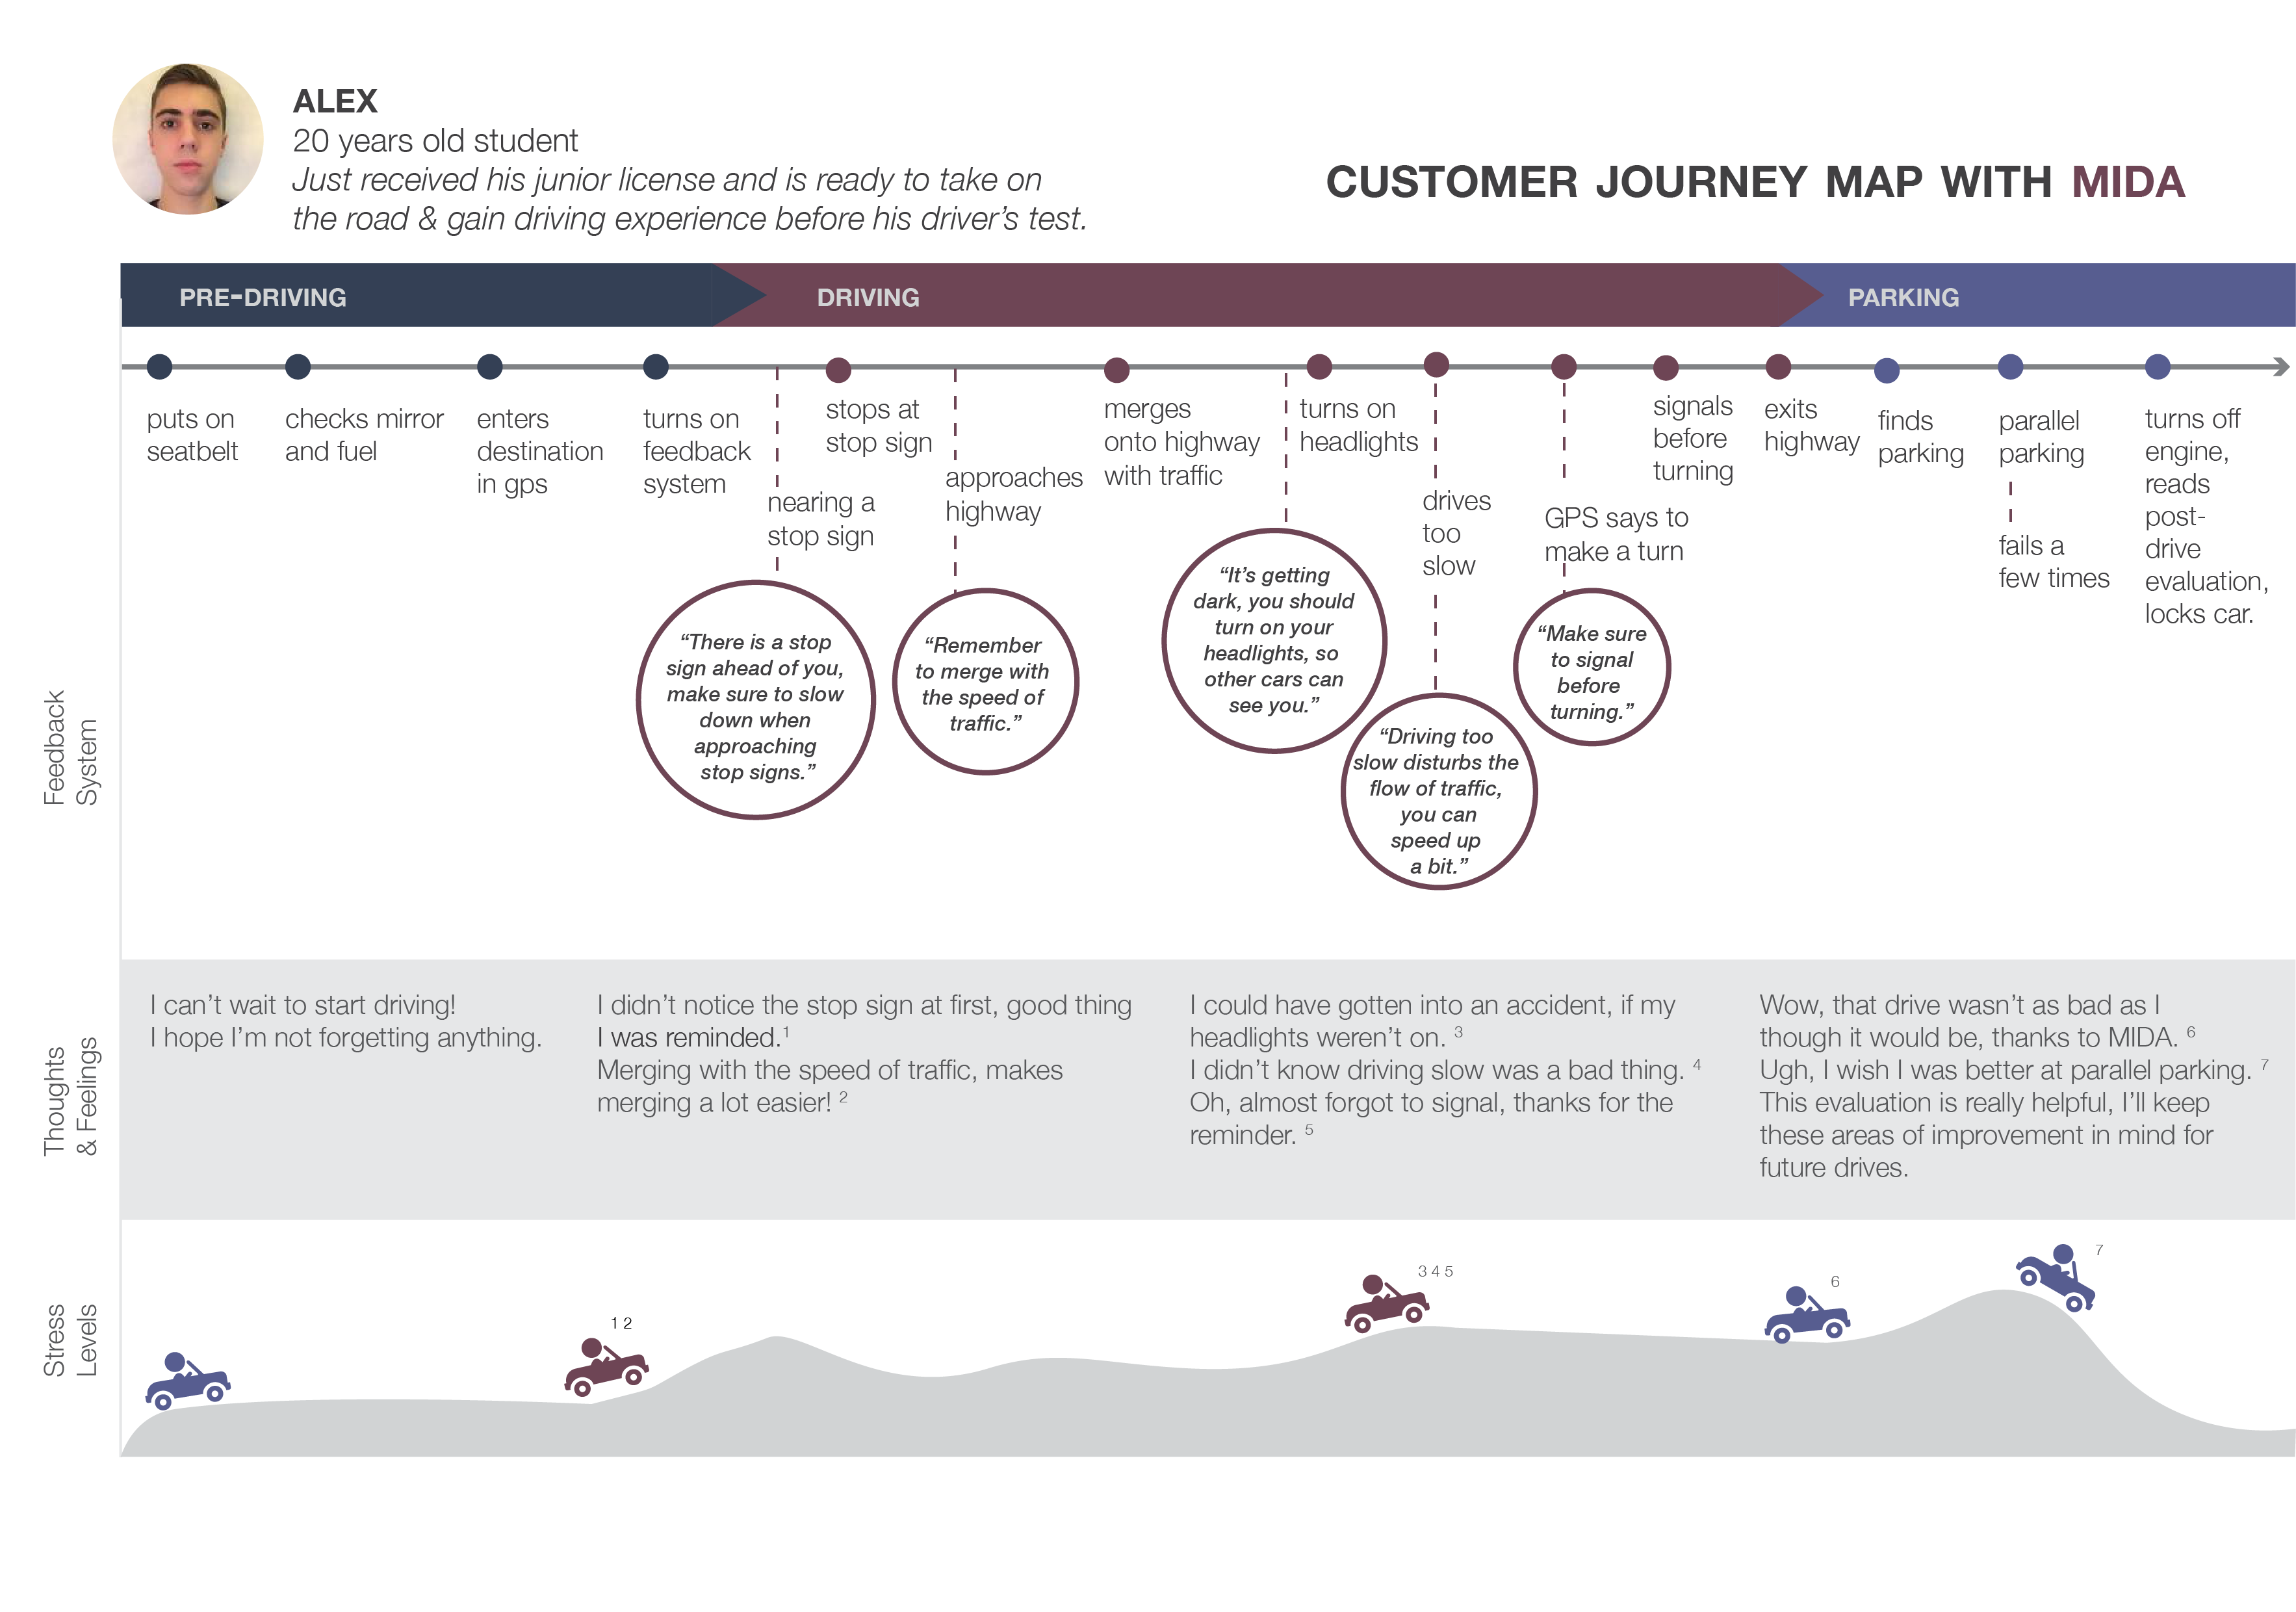 ALEX
20 years old student
Just received his junior license and is ready to take on
the road & gain driving experience before his driver's test.
CUSTOMER JOURNEY MAP WITH MIDA
PRE-DRIVING
DRIVING
PARKING
puts on
seatbelt
checks mirror
and fuel
enters
destination
in gps
turns on
feedback
system
nearing a
stop sign
stops at
stop sign
approaches
highway
merges
onto highway
with traffic
turns on
headlights
drives
too
slow
GPS says to
make a turn
signals
before
turning
exits
highway
finds
parking
parallel
parking
fails a
few times
turns off
engine,
reads
post-
drive
evaluation,
locks car.
Feedback
System
“There is a stop
sign ahead of you,
make sure to slow
down when
approaching
stop signs.”
“Remember
to merge with
the speed of
traffic.”
“It’s getting
dark, you should
turn on your
headlights, so
other cars can
see you.”
“Driving too
slow disturbs the
flow of traffic,
you can
speed up
a bit.”
“Make sure
to signal
before
turning.”
Thoughts
& Feelings
I can’t wait to start driving!
I hope I’m not forgetting anything.
I didn’t notice the stop sign at first, good thing
I was reminded. 1
Merging with the speed of traffic, makes
merging a lot easier! 2
I could have gotten into an accident, if my
headlights weren’t on. 3
I didn’t know driving slow was a bad thing. 4
Oh, almost forgot to signal, thanks for the
reminder. 5
Wow, that drive wasn’t as bad as I
though it would be, thanks to MIDA. 6
Ugh, I wish I was better at parallel parking. 7
This evaluation is really helpful, I’ll keep
these areas of improvement in mind for
future drives.
Stress
Levels
1 2
3 4 5
6
7